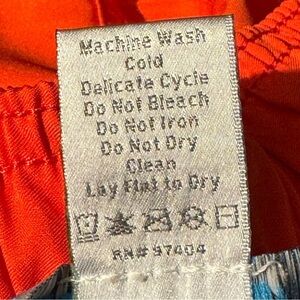 Machine Wash
Cold
Delicate Cycle
Do Not Bleach
Do Not Iron
Do Not Dry
Clean
Lay Flat to Dry
RN# 97404